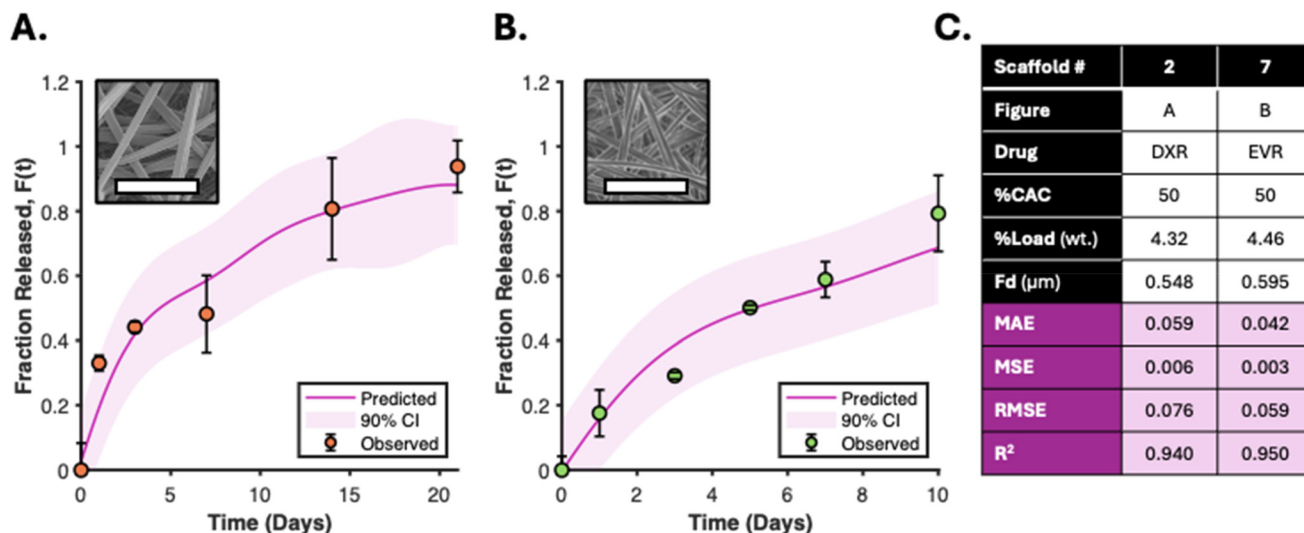 A.
Fraction Released, F(t)
1.2
1
0.8
0.6
0.4
0.2
0
0 5 10 15 20
Time (Days)
Predicted
90% CI
Observed
B.
Fraction Released, F(t)
1.2
1
0.8
0.6
0.4
0.2
0
0 2 4 6 8 10
Time (Days)
Predicted
90% CI
Observed
C.
Scaffold # 2 7
Figure A B
Drug DXR EVR
%CAC 50 50
%Load (wt.) 4.32 4.46
Fd (µm) 0.548 0.595
MAE 0.059 0.042
MSE 0.006 0.003
RMSE 0.076 0.059
R² 0.940 0.950